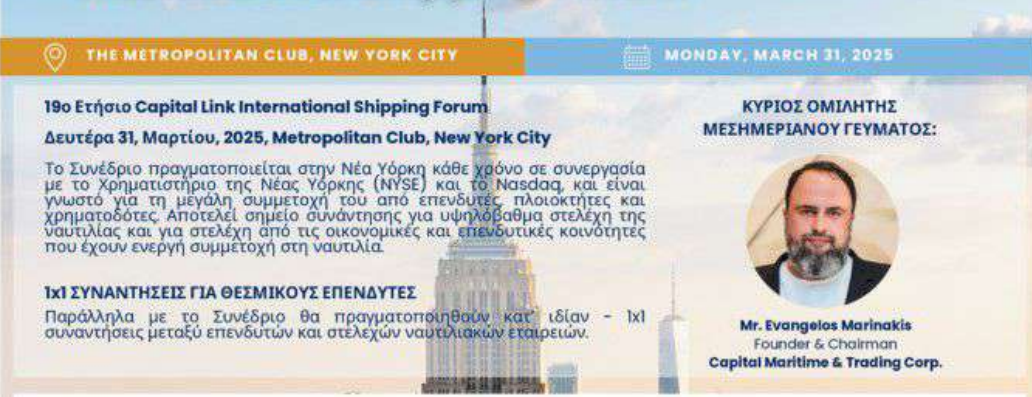 THE METROPOLITAN CLUB, NEW YORK CITY
MONDAY, MARCH 31, 2025
19ο Ετήσιο Capital Link International Shipping Forum
Δευτέρα 31, Μαρτίου, 2025, Metropolitan Club, New York City
Το Συνέδριο πραγματοποιείται στην Νέα Υόρκη κάθε χρόνο σε συνεργασία
με το Χρηματιστήριο της Νέας Υόρκης (NYSE) και το Nasdaq, και είναι
γνωστό για τη μεγάλη συμμετοχή του από επενδυτές, πλοιοκτήτες και
χρηματοδότες. Αποτελεί σημείο συνάντησης για υψηλόβαθμα στελέχη της
ναυτιλίας και για στελέχη από τις οικονομικές και επενδυτικές κοινότητες
που έχουν ενεργή συμμετοχή στη ναυτιλία.
1x1 ΣΥΝΑΝΤΗΣΕΙΣ ΓΙΑ ΘΕΣΜΙΚΟΥΣ ΕΠΕΝΔΥΤΕΣ
Παράλληλα με το Συνέδριο θα πραγματοποιηθούν κατ' ιδίαν - 1x1
συναντήσεις μεταξύ επενδυτών και στελεχών ναυτιλιακών εταιρειών.
ΚΥΡΙΟΣ ΟΜΙΛΗΤΗΣ
ΜΕΣΗΜΕΡΙΑΝΟΥ ΓΕΥΜΑΤΟΣ:
Mr. Evangelos Marinakis
Founder & Chairman
Capital Maritime & Trading Corp.